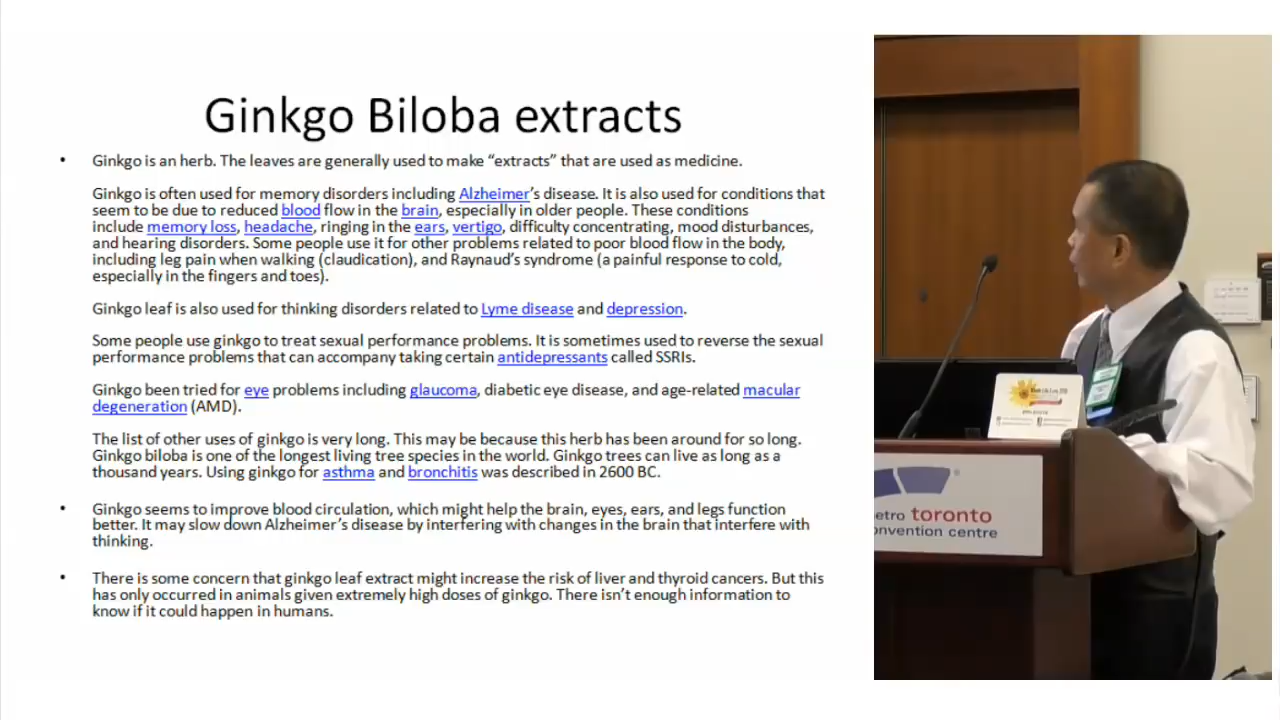 Ginkgo Biloba extracts
• Ginkgo is an herb. The leaves are generally used to make “extracts” that are used as medicine.
Ginkgo is often used for memory disorders including Alzheimer’s disease. It is also used for conditions that
seem to be due to reduced blood flow in the brain, especially in older people. These conditions
include memory loss, headache, ringing in the ears, vertigo, difficulty concentrating, mood disturbances,
and hearing disorders. Some people use it for other problems related to poor blood flow in the body,
including leg pain when walking (claudication), and Raynaud’s syndrome (a painful response to cold,
especially in the fingers and toes).
Ginkgo leaf is also used for thinking disorders related to Lyme disease and depression.
Some people use ginkgo to treat sexual performance problems. It is sometimes used to reverse the sexual
performance problems that can accompany taking certain antidepressants called SSRIs.
Ginkgo been tried for eye problems including glaucoma, diabetic eye disease, and age-related macular
degeneration (AMD).
The list of other uses of ginkgo is very long. This may be because this herb has been around for so long.
Ginkgo biloba is one of the longest living tree species in the world. Ginkgo trees can live as long as a
thousand years. Using ginkgo for asthma and bronchitis was described in 2600 BC.
• Ginkgo seems to improve blood circulation, which might help the brain, eyes, ears, and legs function
better. It may slow down Alzheimer’s disease by interfering with changes in the brain that interfere with
thinking.
• There is some concern that ginkgo leaf extract might increase the risk of liver and thyroid cancers. But this
has only occurred in animals given extremely high doses of ginkgo. There isn’t enough information to
know if it could happen in humans.
etro toronto
onvention centre